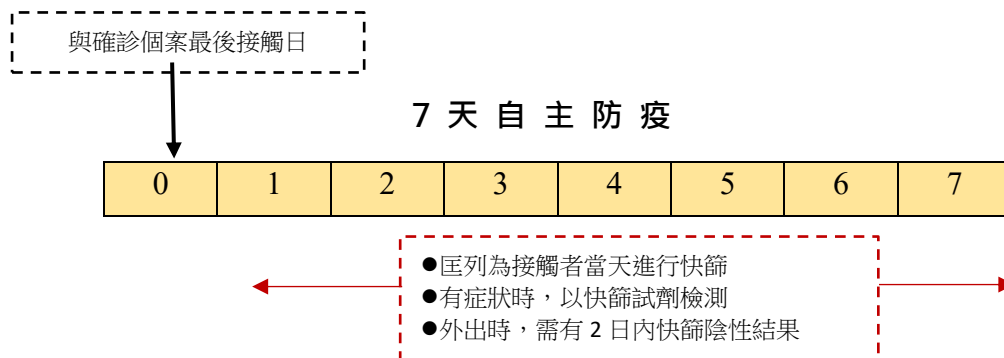 與確診個案最後接觸日
7 天 自 主 防 疫
0 1 2 3 4 5 6 7
●匡列為接觸者當天進行快篩
●有症狀時，以快篩試劑檢測
●外出時，需有 2 日內快篩陰性結果